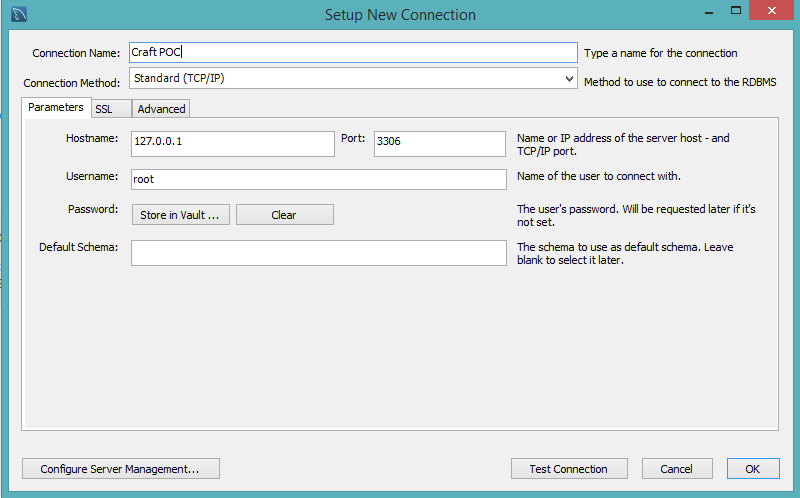 Setup New Connection
Connection Name: Craft POC Type a name for the connection
Connection Method: Standard (TCP/IP) Method to use to connect to the RDBMS
Parameters SSL Advanced
Hostname: 127.0.0.1 Port: 3306 Name or IP address of the server host - and
TCP/IP port.
Username: root Name of the user to connect with.
Password: Store in Vault ... Clear The user's password. Will be requested later if it's
not set.
Default Schema: The schema to use as default schema. Leave
blank to select it later.
Configure Server Management... Test Connection Cancel OK